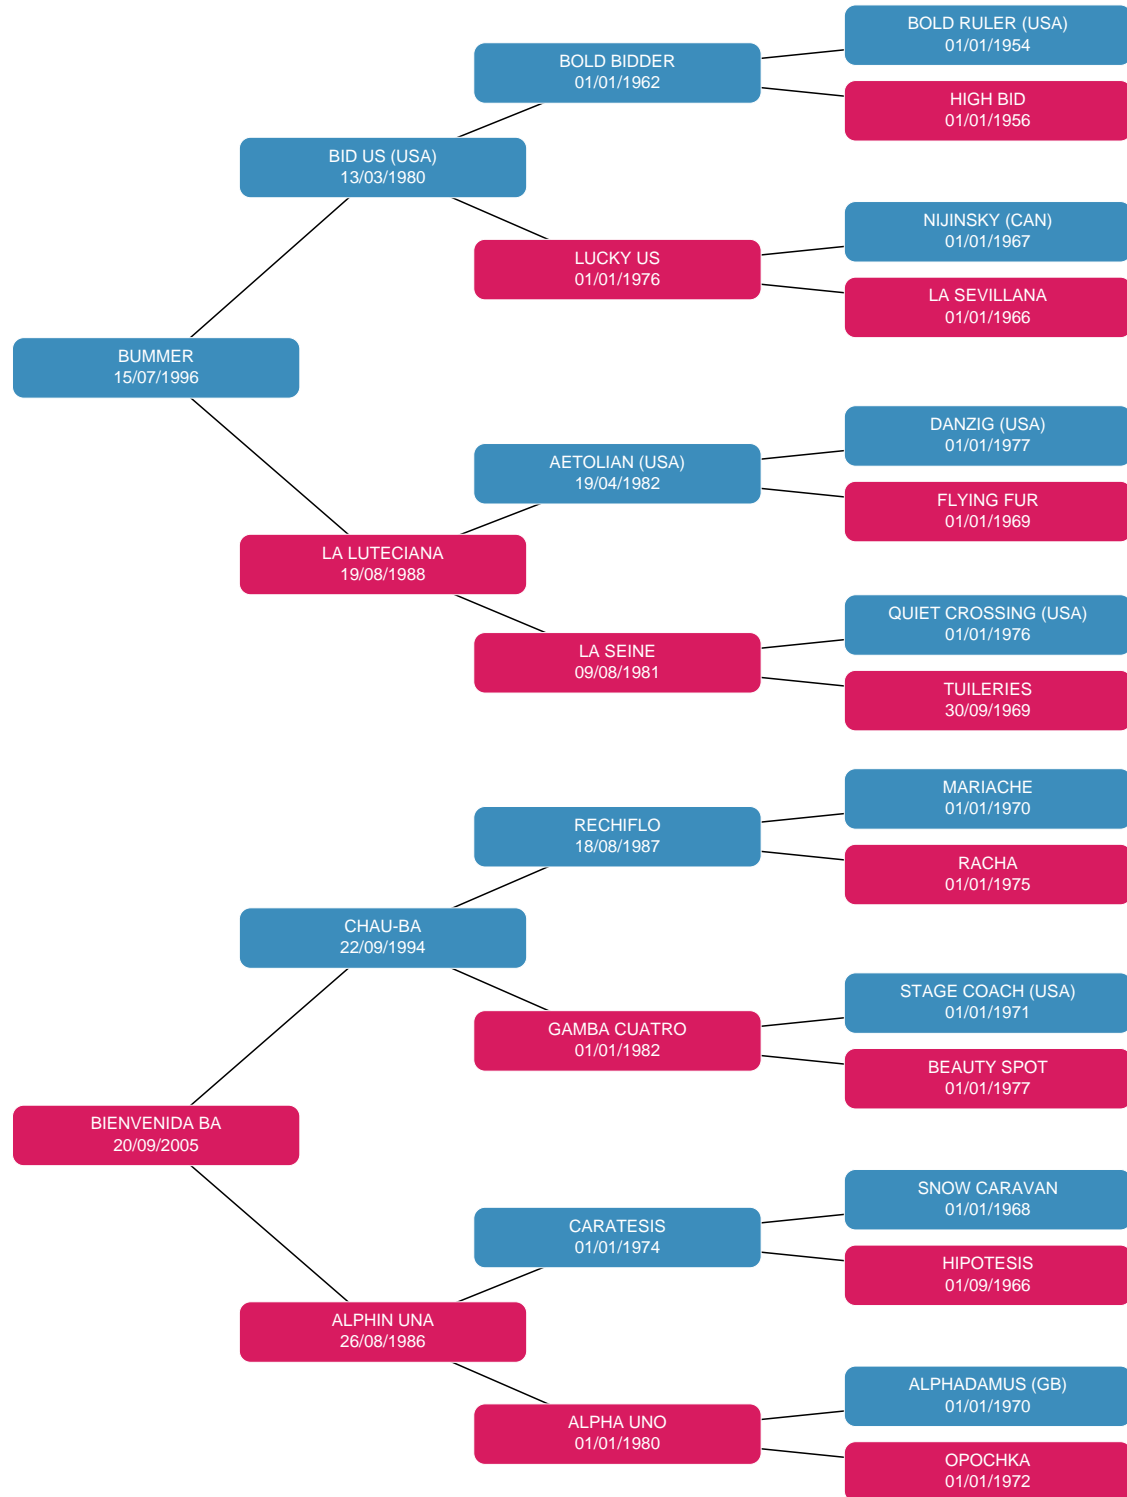 BOLD RULER (USA)
01/01/1954
BOLD BIDDER
01/01/1962
HIGH BID
01/01/1956
BID US (USA)
13/03/1980
NIJINSKY (CAN)
01/01/1967
LUCKY US
01/01/1976
LA SEVILLANA
01/01/1966
BUMMER
15/07/1996
DANZIG (USA)
01/01/1977
AETOLIAN (USA)
19/04/1982
FLYING FUR
01/01/1969
LA LUTECIANA
19/08/1988
QUIET CROSSING (USA)
01/01/1976
LA SEINE
09/08/1981
TUILERIES
30/09/1969
MARIACHE
01/01/1970
RECHIFLO
18/08/1987
RACHA
01/01/1975
CHAU-BA
22/09/1994
STAGE COACH (USA)
01/01/1971
GAMBA CUATRO
01/01/1982
BEAUTY SPOT
01/01/1977
BIENVENIDA BA
20/09/2005
SNOW CARAVAN
01/01/1968
CARATESIS
01/01/1974
HIPOTESIS
01/09/1966
ALPHIN UNA
26/08/1986
ALPHADAMUS (GB)
01/01/1970
ALPHA UNO
01/01/1980
OPOCHKA
01/01/1972